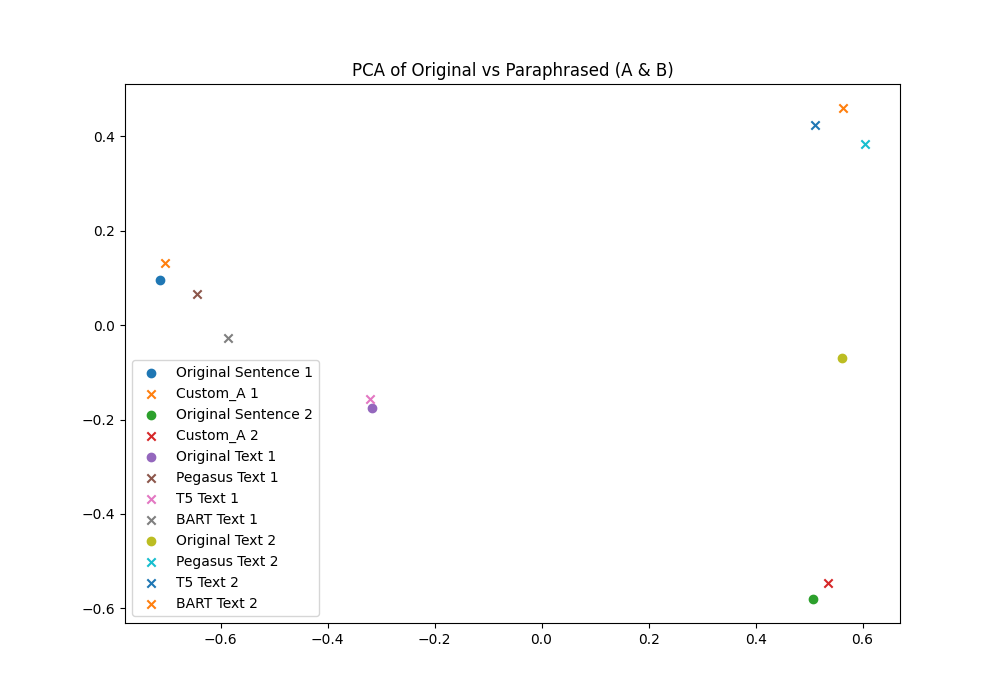 PCA of Original vs Paraphrased (A & B)
0.4
0.2
0.0
−0.2
−0.4
−0.6
Original Sentence 1
Custom_A 1
Original Sentence 2
Custom_A 2
Original Text 1
Pegasus Text 1
T5 Text 1
BART Text 1
Original Text 2
Pegasus Text 2
T5 Text 2
BART Text 2
−0.6 −0.4 −0.2 0.0 0.2 0.4 0.6